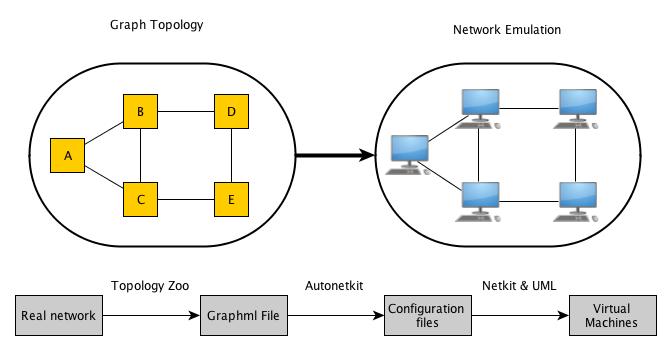 Graph Topology
Network Emulation
B
D
A
C
E
Topology Zoo
Autonetkit
Netkit & UML
Real network
Graphml File
Configuration
files
Virtual
Machines